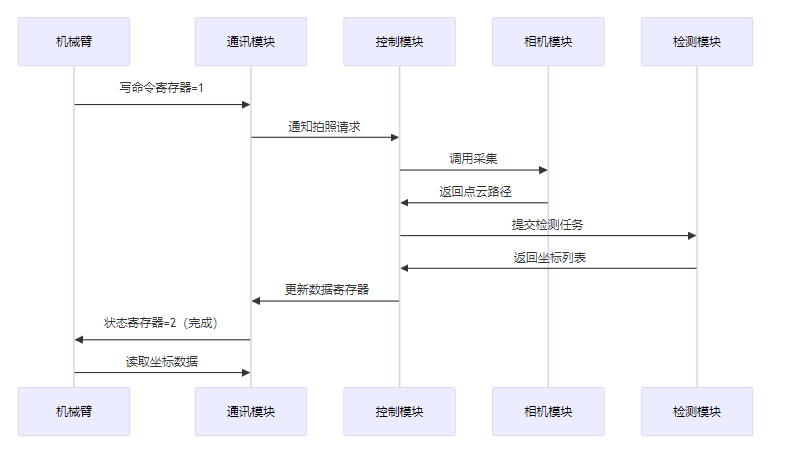 机械臂
通讯模块
控制模块
相机模块
检测模块
写命令寄存器=1
通知拍照请求
调用采集
返回点云路径
提交检测任务
返回坐标列表
更新数据寄存器
状态寄存器=2（完成）
读取坐标数据
机械臂
通讯模块
控制模块
相机模块
检测模块